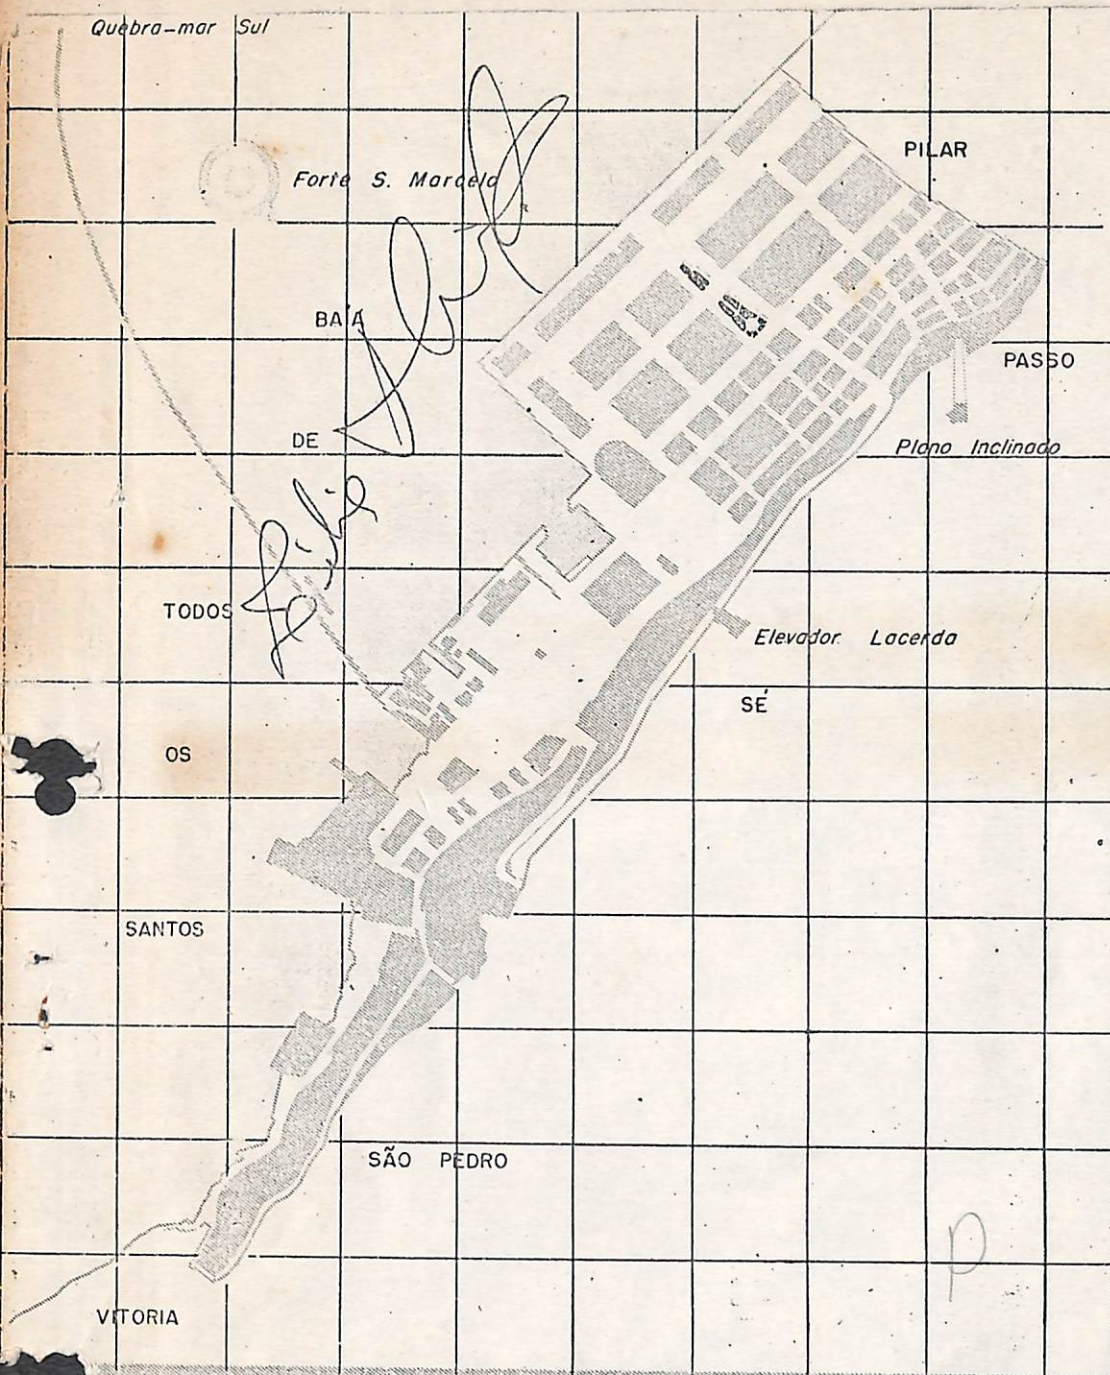 Quebra-mar Sul
PILAR
Forte S. Marcelo
BAÍA
PASSO
DE
Plano Inclinado
TODOS
Elevador Lacerda
SÉ
OS
SANTOS
SÃO PEDRO
VITORIA